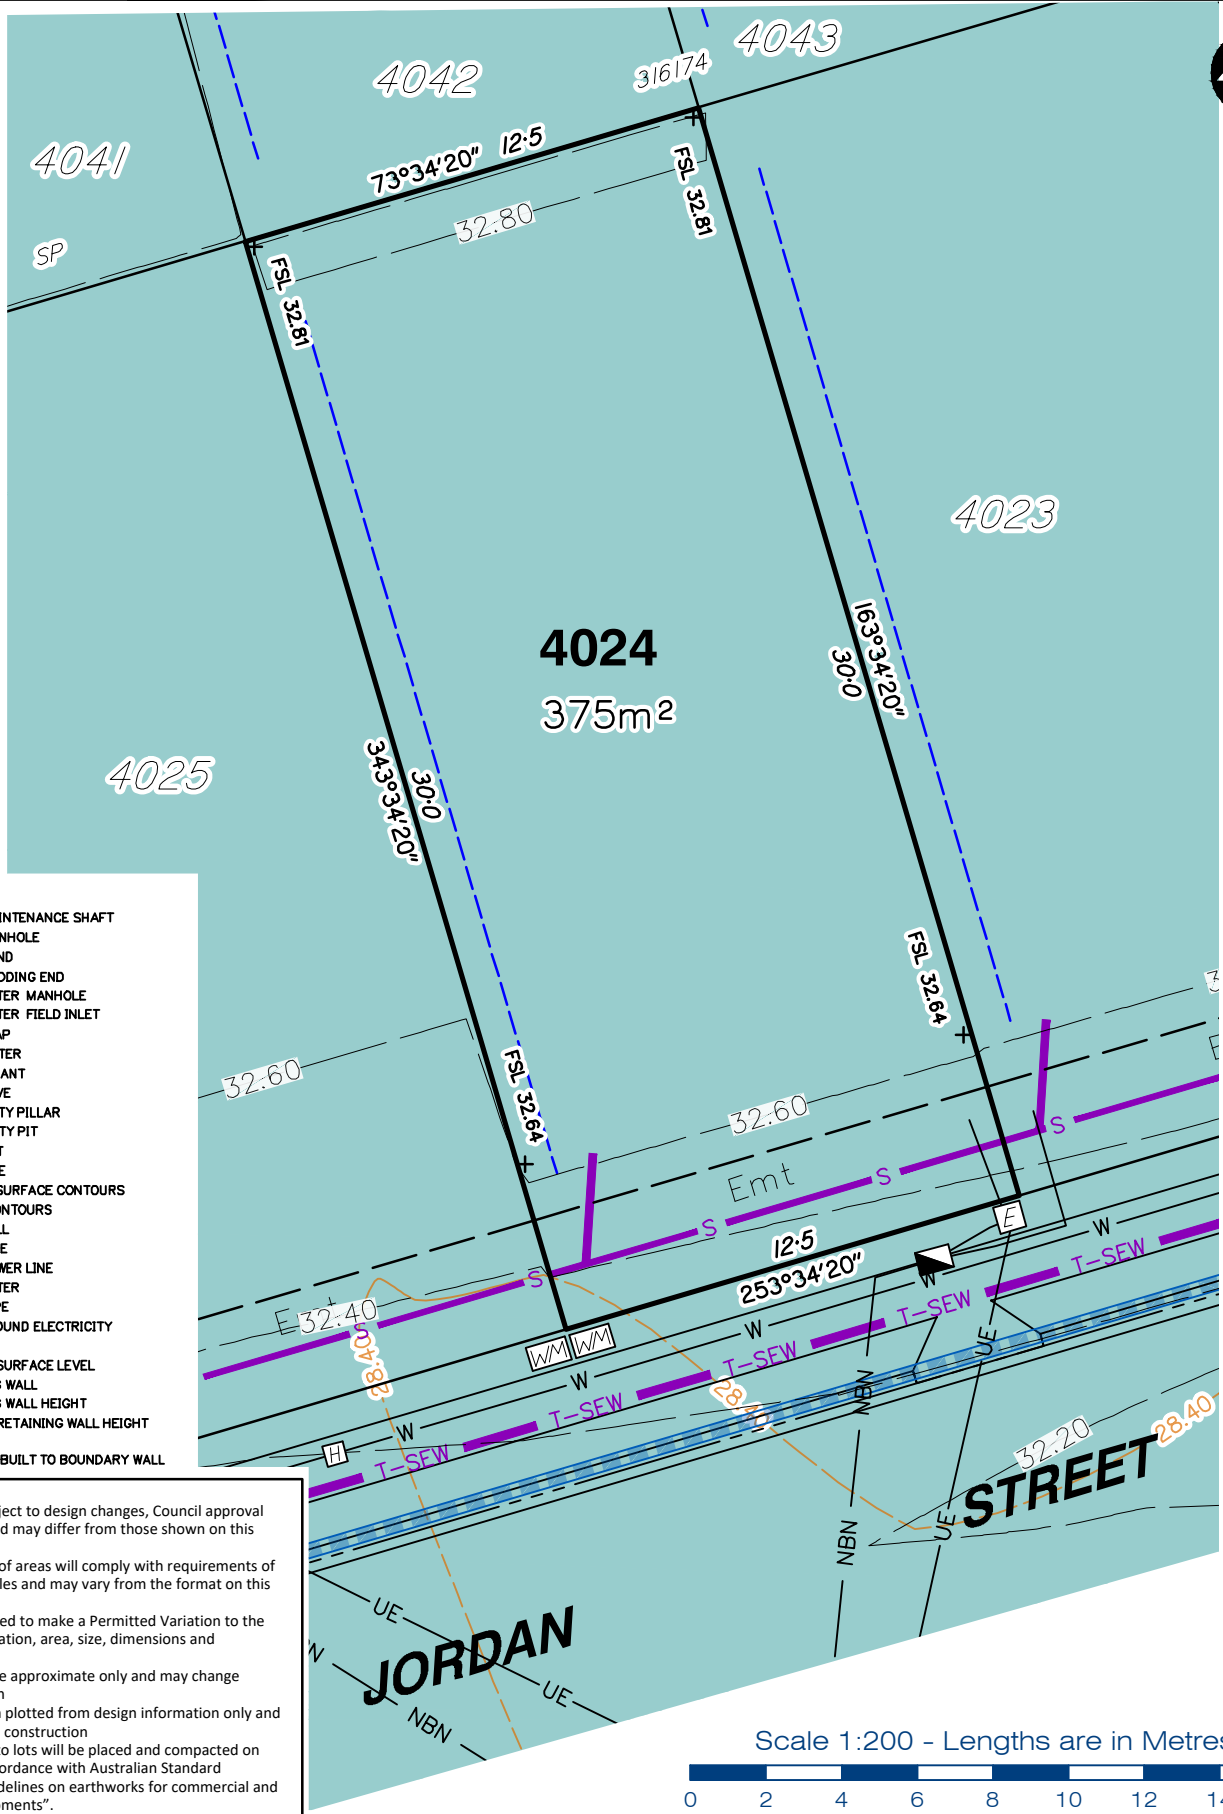 4043
316174
4042
4041
12·5
73°34'20"
FSL 32.81
32.80
SP
FSL 32.81
4023
163°34'20"
30·0
4024
375m²
4025
343°34'20"
30·0
FSL 32.64
32.60
FSL 32.64
32.60
Emt
S
S
S
S
S
E
12·5
253°34'20"
32.40
28.40
WM
WM
W
W
W
W
W
H
T-SEW
T-SEW
T-SEW
T-SEW
T-SEW
28.40
NBN
UE
32.20
28.40
NBN
UE
STREET
JORDAN
UE
UE
NBN
INTENANCE SHAFT
NHOLE
ND
ODING END
TER MANHOLE
TER FIELD INLET
AP
TER
ANT
VE
TY PILLAR
TY PIT
T
E
SURFACE CONTOURS
ONTOURS
LL
E
WER LINE
TER
PE
OUND ELECTRICITY
SURFACE LEVEL
G WALL
G WALL HEIGHT
RETAINING WALL HEIGHT
BUILT TO BOUNDARY WALL
ject to design changes, Council approval
d may differ from those shown on this
of areas will comply with requirements of
les and may vary from the format on this
ed to make a Permitted Variation to the
ation, area, size, dimensions and
e approximate only and may change
n
n plotted from design information only and
construction
to lots will be placed and compacted on
ordance with Australian Standard
idelines on earthworks for commercial and
pments”.
Scale 1:200 - Lengths are in Metres
0 2 4 6 8 10 12 14